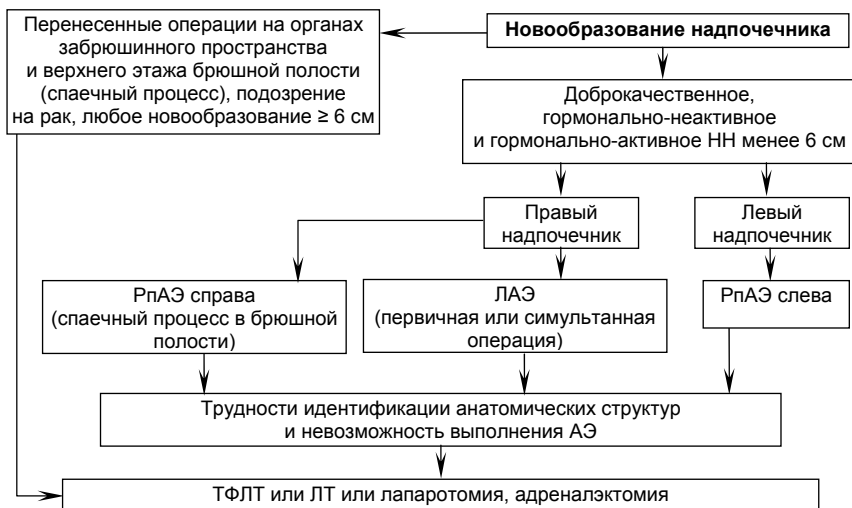 Перенесенные операции на органах
забрюшинного пространства
и верхнего этажа брюшной полости
(спаечный процесс), подозрение
на рак, любое новообразование ≥ 6 см
Новообразование надпочечника
Доброкачественное,
гормонально-неактивное
и гормонально-активное НН менее 6 см
Правый
надпочечник
Левый
надпочечник
РпАЭ справа
(спаечный процесс в брюшной
полости)
ЛАЭ
(первичная или симультанная
операция)
РпАЭ слева
Трудности идентификации анатомических структур
и невозможность выполнения АЭ
ТФЛТ или ЛТ или лапаротомия, адреналэктомия